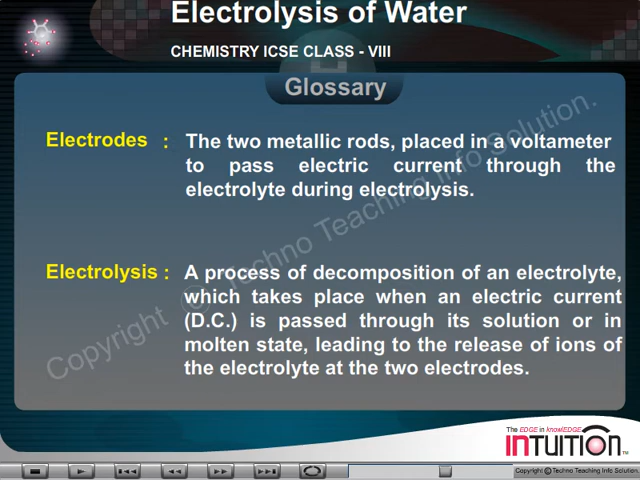 Electrolysis of Water
CHEMISTRY ICSE CLASS - VIII
Glossary
Electrodes : The two metallic rods, placed in a voltameter
to pass electric current through the
electrolyte during electrolysis.
Electrolysis : A process of decomposition of an electrolyte,
which takes place when an electric current
(D.C.) is passed through its solution or in
molten state, leading to the release of ions of
the electrolyte at the two electrodes.
Copyright © Techno Teaching Info Solution.
The EDGE in knowlEDGE
INTUITION TM
Copyright © Techno Teaching Info Solution.